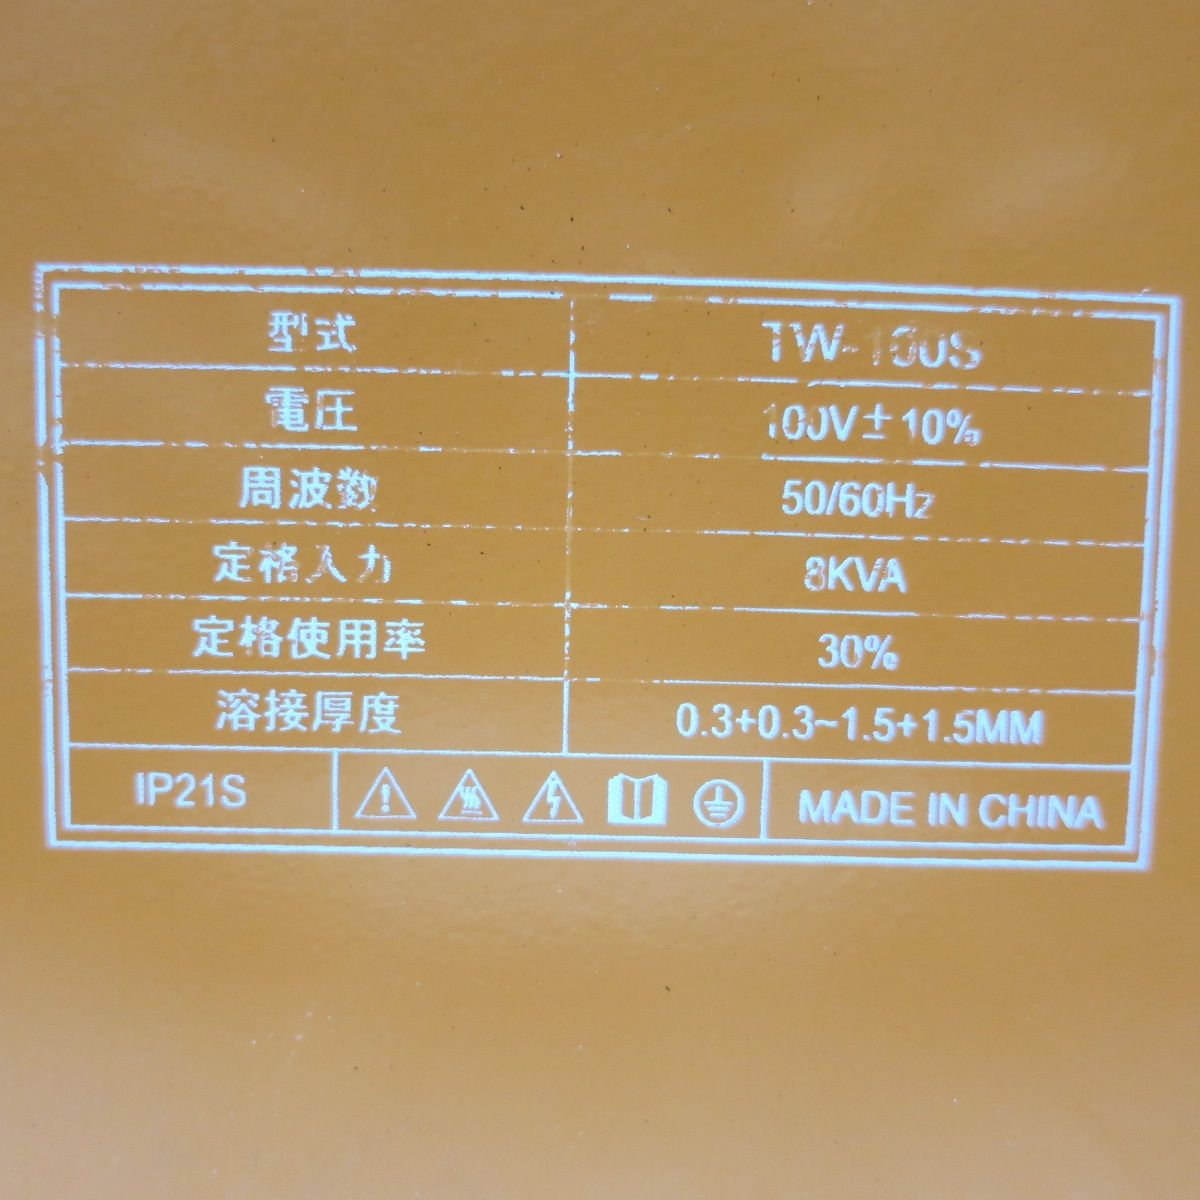 型式 TW-100S
電圧 100V±10%
周波数 50/60Hz
定格入力 8KVA
定格使用率 30%
溶接厚度 0.3+0.3~1.5+1.5MM
IP21S MADE IN CHINA